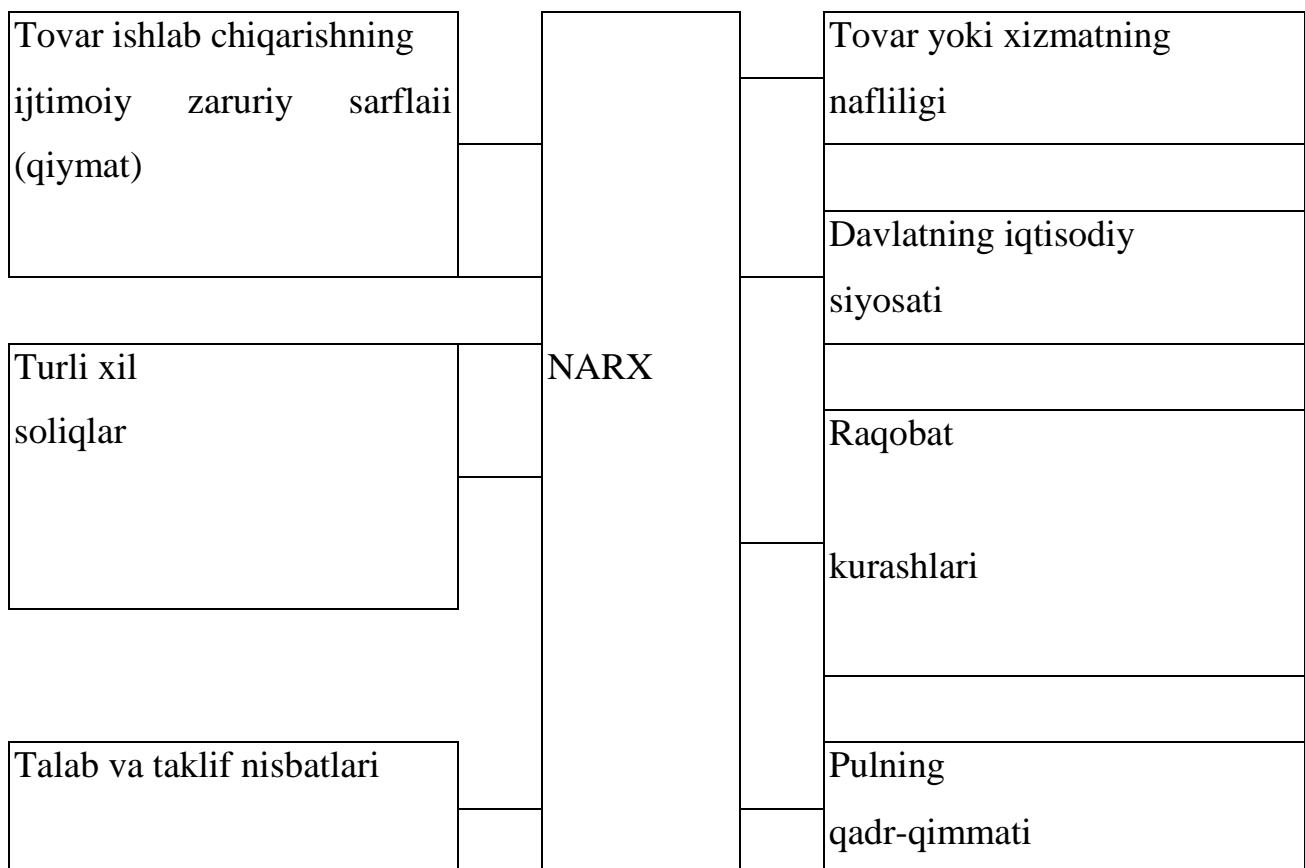 Tovar ishlab chiqarishning
ijtimoiy zaruriy sarflaii
(qiymat)
Turli xil
soliqlar
Talab va taklif nisbatlari
NARX
Tovar yoki xizmatning
nafliligi
Davlatning iqtisodiy
siyosati
Raqobat
kurashlari
Pulning
qadr-qimmati